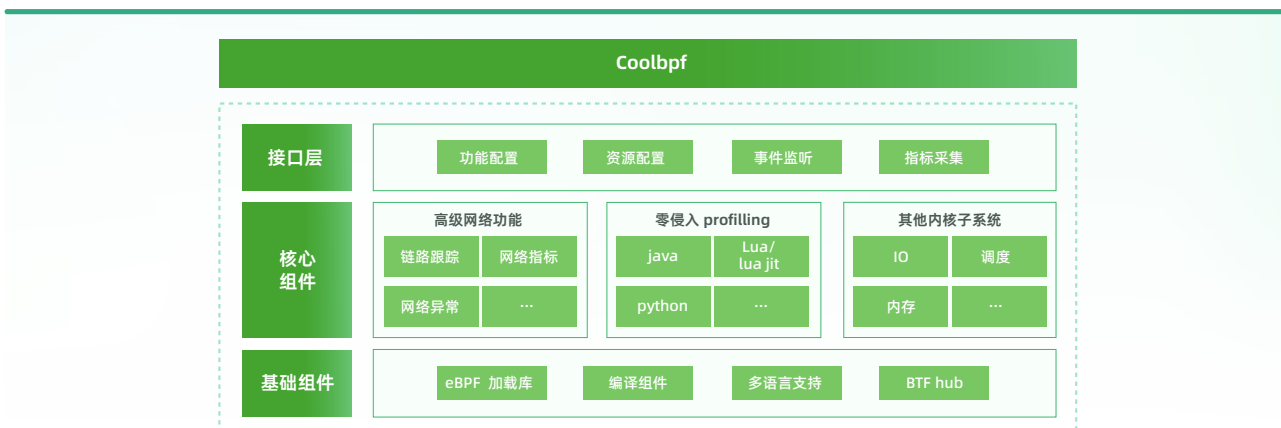 Coolbpf
接口层
功能配置
资源配置
事件监听
指标采集
核心
组件
高级网络功能
链路跟踪
网络指标
网络异常
…
零侵入 profilling
java
Lua/
lua jit
python
…
其他内核子系统
IO
调度
内存
…
基础组件
eBPF 加载库
编译组件
多语言支持
BTF hub